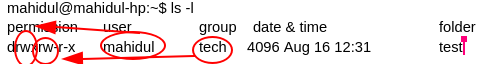 mahidul@mahidul-hp:~$ ls -l
permission user group date & time folder
drwxrw-r-x mahidul tech 4096 Aug 16 12:31 test